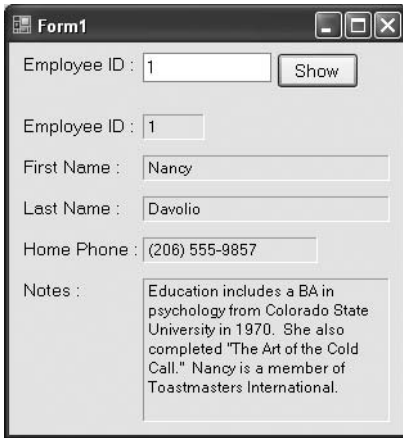 Form1
Employee ID : 1 Show
Employee ID : 1
First Name : Nancy
Last Name : Davolio
Home Phone : (206) 555-9857
Notes : Education includes a BA in
psychology from Colorado State
University in 1970. She also
completed "The Art of the Cold
Call." Nancy is a member of
Toastmasters International.